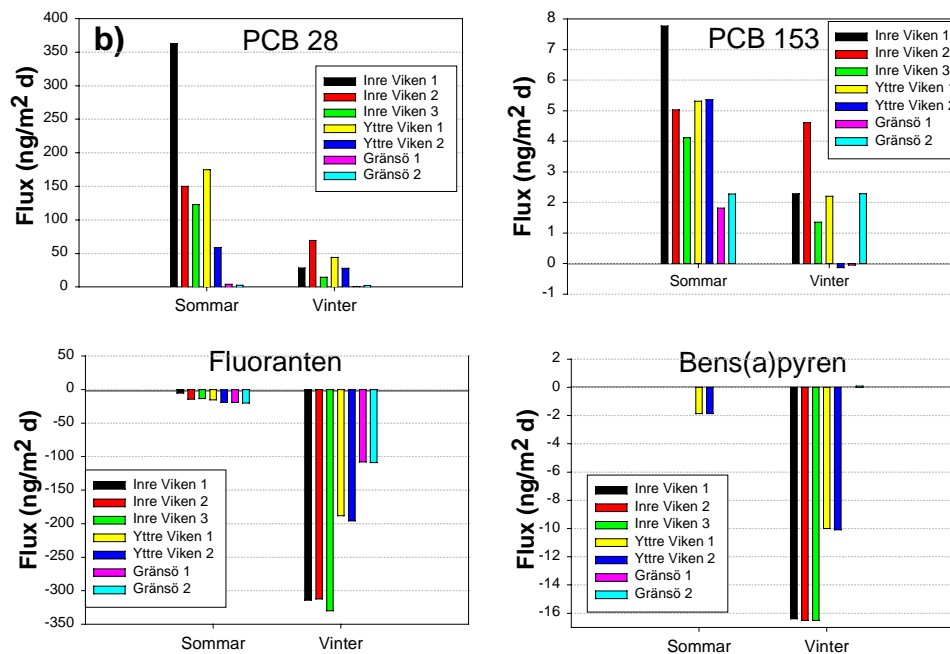 b)
PCB 28
Flux (ng/m² d)
400
350
300
250
200
150
100
50
0
Inre Viken 1
Inre Viken 2
Inre Viken 3
Yttre Viken 1
Yttre Viken 2
Gränsö 1
Gränsö 2
Sommar
Vinter
PCB 153
Flux (ng/m² d)
8
7
6
5
4
3
2
1
0
-1
Inre Viken 1
Inre Viken 2
Inre Viken 3
Yttre Viken 1
Yttre Viken 2
Gränsö 1
Gränsö 2
Sommar
Vinter
Fluoranten
Flux (ng/m² d)
50
0
-50
-100
-150
-200
-250
-300
-350
Inre Viken 1
Inre Viken 2
Inre Viken 3
Yttre Viken 1
Yttre Viken 2
Gränsö 1
Gränsö 2
Sommar
Vinter
Bens(a)pyren
Flux (ng/m² d)
2
0
-2
-4
-6
-8
-10
-12
-14
-16
Inre Viken 1
Inre Viken 2
Inre Viken 3
Yttre Viken 1
Yttre Viken 2
Gränsö 1
Gränsö 2
Sommar
Vinter